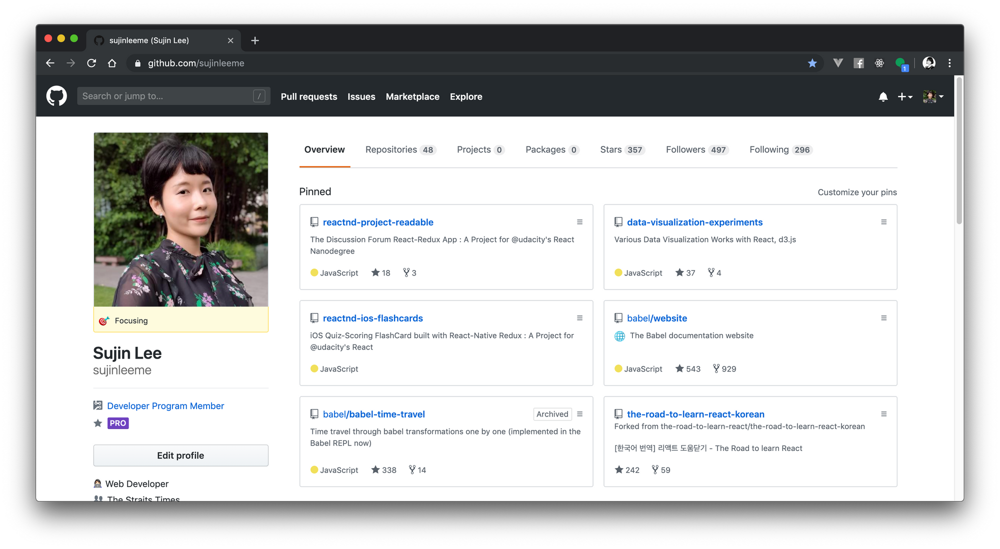 sujinleeme (Sujin Lee)
github.com/sujinleeme
1
Search or jump to... /
Pull requests Issues Marketplace Explore
Overview Repositories 48 Projects 0 Packages 0 Stars 357 Followers 497 Following 296
Pinned
Customize your pins
reactnd-project-readable
The Discussion Forum React-Redux App : A Project for @udacity's React
Nanodegree
JavaScript 18 3
data-visualization-experiments
Various Data Visualization Works with React, d3.js
JavaScript 37 4
reactnd-ios-flashcards
iOS Quiz-Scoring FlashCard built with React-Native Redux : A Project for
@udacity's React
JavaScript
babel/website
The Babel documentation website
JavaScript 543 929
babel/babel-time-travel
Archived
Time travel through babel transformations one by one (implemented in the
Babel REPL now)
JavaScript 338 14
the-road-to-learn-react-korean
Forked from the-road-to-learn-react/the-road-to-learn-react-korean
[한국어 번역] 리액트 도움닫기 - The Road to learn React
242 59
Focusing
Sujin Lee
sujinleeme
Developer Program Member
PRO
Edit profile
Web Developer
The Straits Times